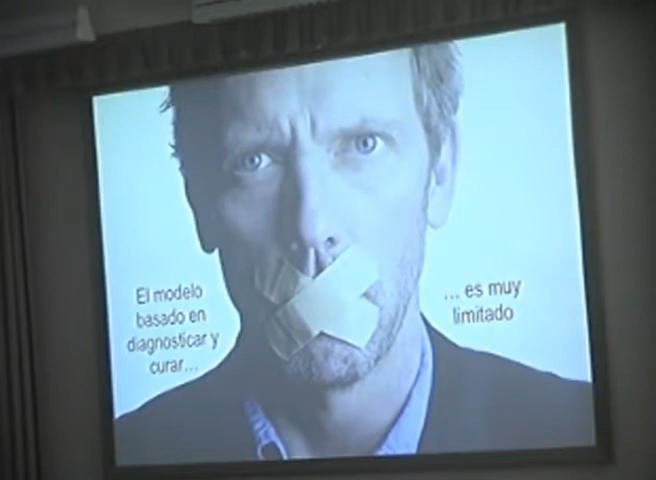 El modelo
basado en
diagnosticar y
curar...
... es muy
limitado